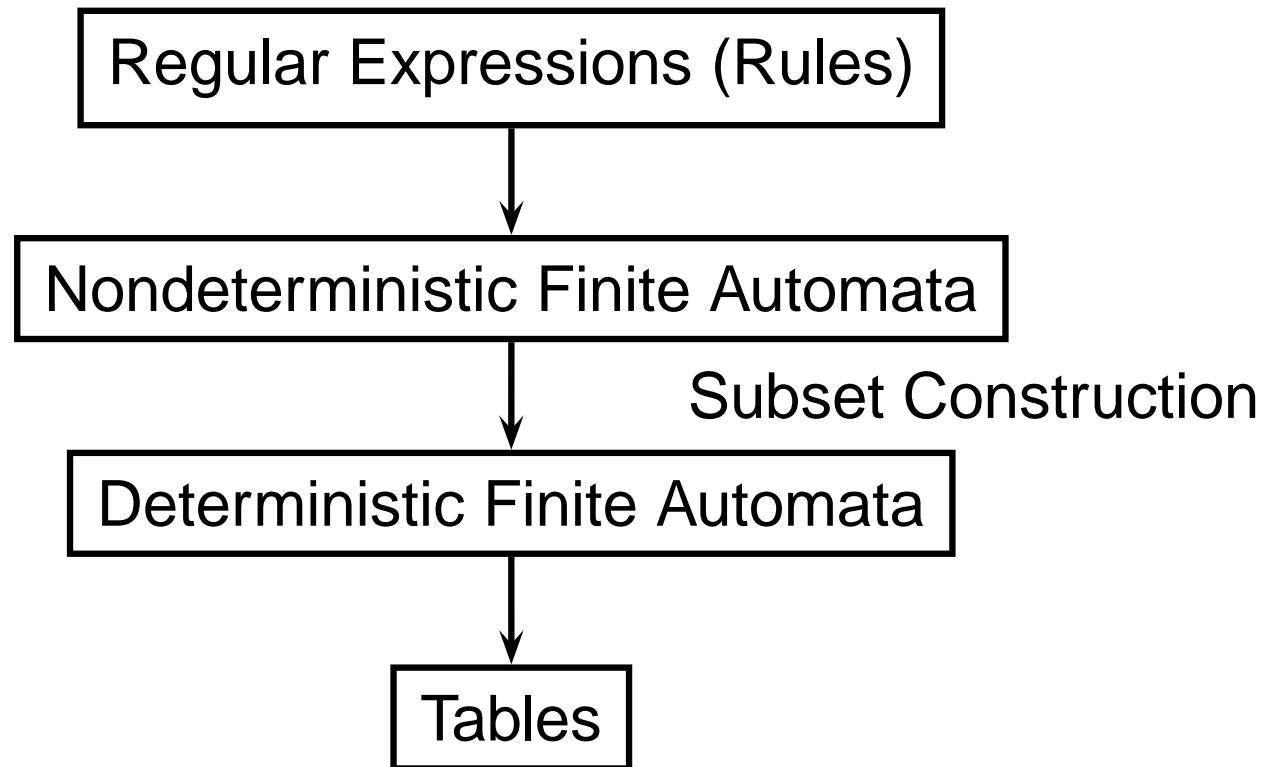 Regular Expressions (Rules)
Nondeterministic Finite Automata
Subset Construction
Deterministic Finite Automata
Tables